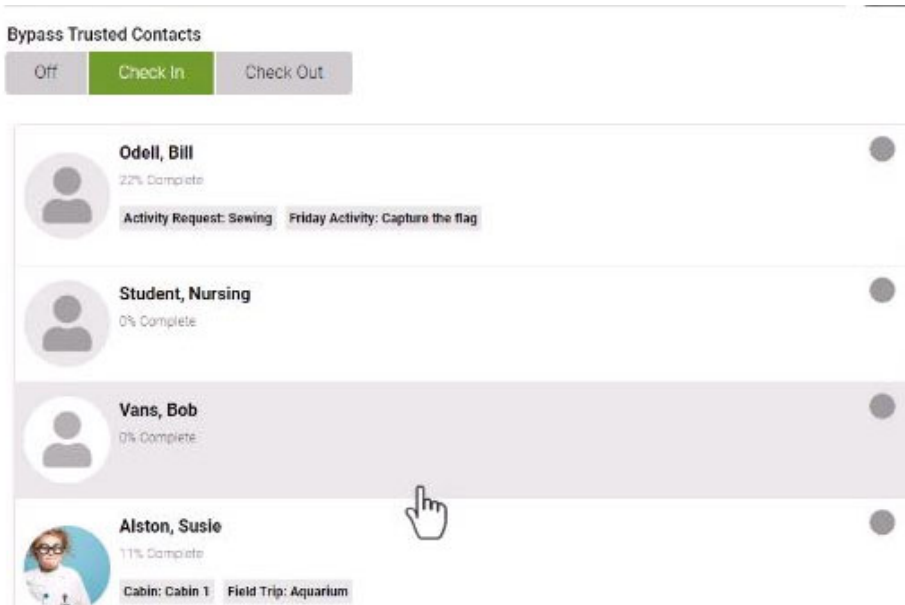 Bypass Trusted Contacts
Off Check In Check Out
Odell, Bill
22% Complete
Activity Request: Sewing Friday Activity: Capture the flag
Student, Nursing
0% Complete
Vans, Bob
0% Complete
Alston, Susie
11% Complete
Cabin: Cabin 1 Field Trip: Aquarium